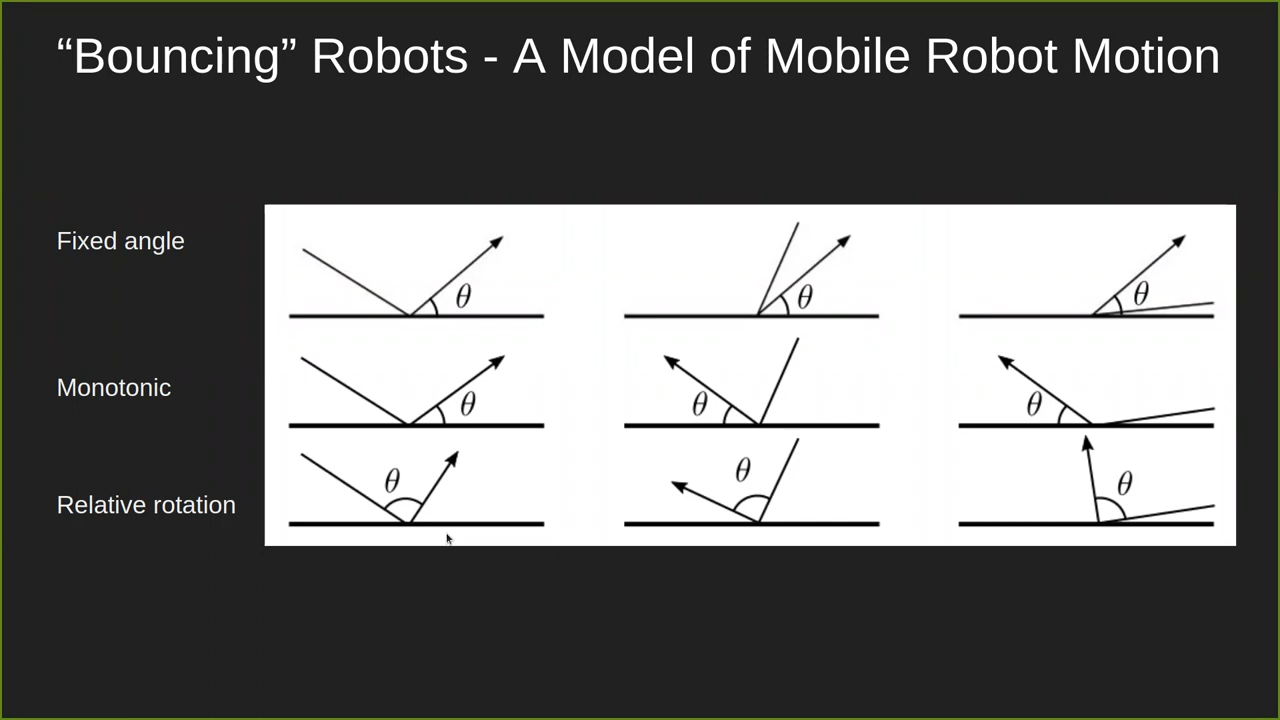 “Bouncing” Robots - A Model of Mobile Robot Motion
Fixed angle
θ θ θ
Monotonic
θ θ θ
Relative rotation
θ θ θ